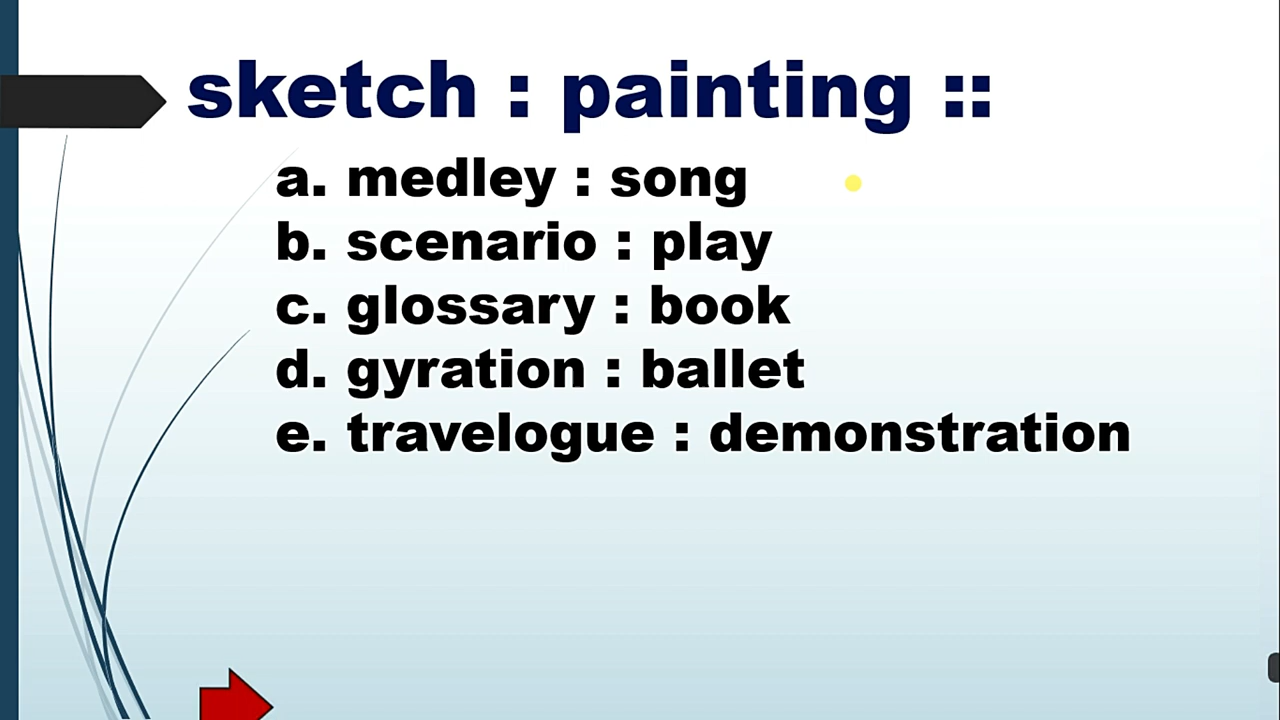 sketch : painting ::
a. medley : song
b. scenario : play
c. glossary : book
d. gyration : ballet
e. travelogue : demonstration